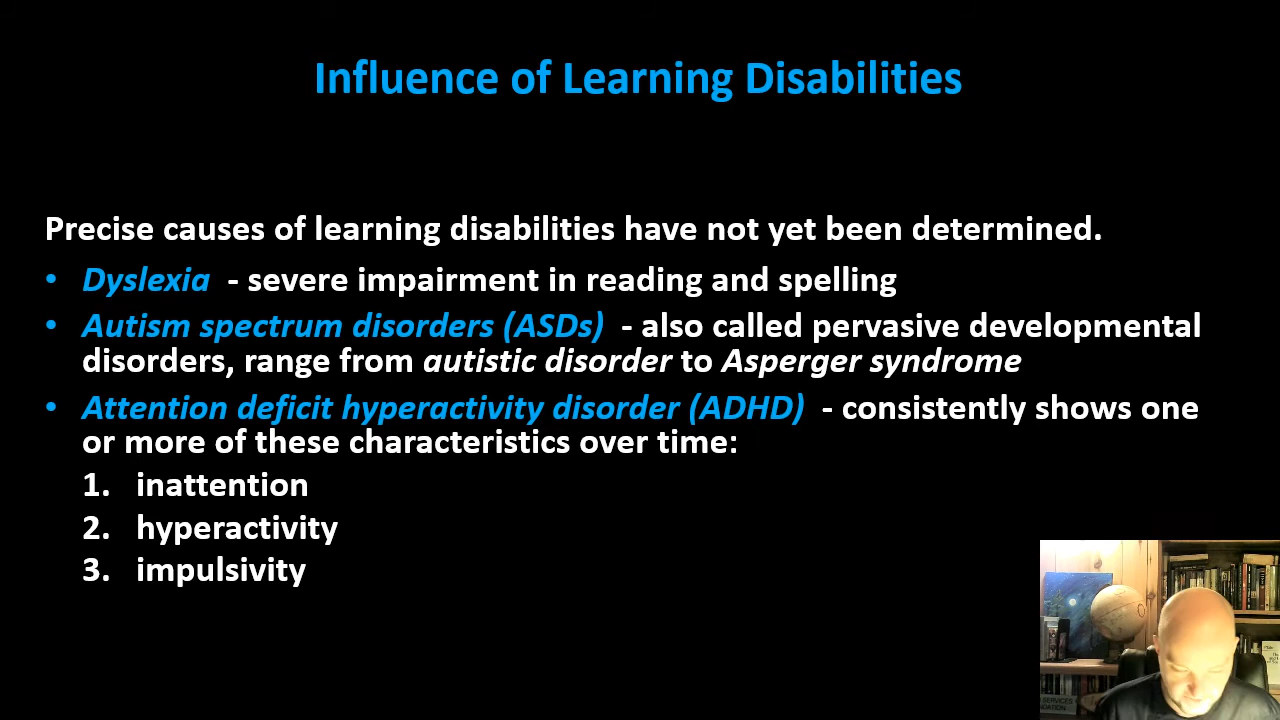 Influence of Learning Disabilities
Precise causes of learning disabilities have not yet been determined.
• Dyslexia - severe impairment in reading and spelling
• Autism spectrum disorders (ASDs) - also called pervasive developmental
disorders, range from autistic disorder to Asperger syndrome
• Attention deficit hyperactivity disorder (ADHD) - consistently shows one
or more of these characteristics over time:
1. inattention
2. hyperactivity
3. impulsivity